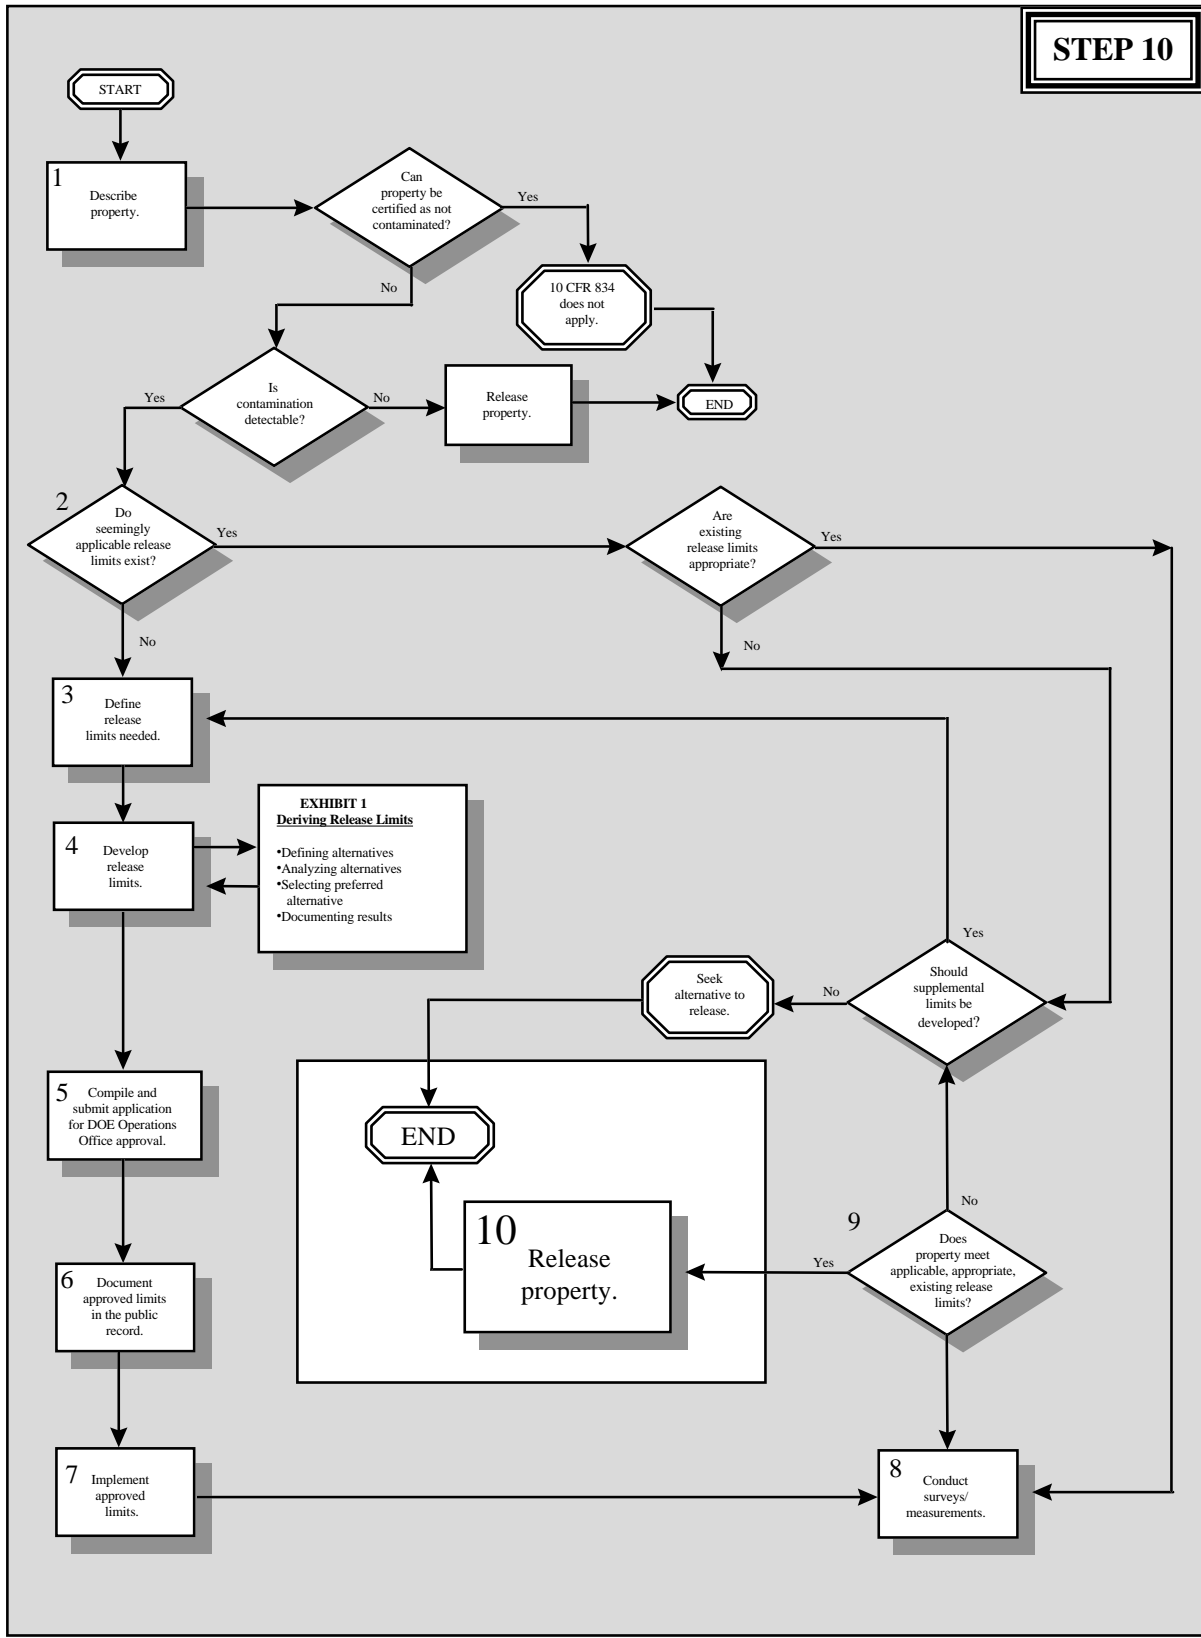 STEP 10
START
1
Describe
property.
Can
property be
certified as not
contaminated?
Yes
No
10 CFR 834
does not
apply.
Is
contamination
detectable?
Yes
No
Release
property.
END
2
Do
seemingly
applicable release
limits exist?
Yes
No
Are
existing
release limits
appropriate?
Yes
No
3
Define
release
limits needed.
4
Develop
release
limits.
EXHIBIT 1
Deriving Release Limits
•Defining alternatives
•Analyzing alternatives
•Selecting preferred
alternative
•Documenting results
Yes
Should
supplemental
limits be
developed?
No
Seek
alternative to
release.
5
Compile and
submit application
for DOE Operations
Office approval.
END
10
Release
property.
No
9
Does
property meet
applicable, appropriate,
existing release
limits?
Yes
6
Document
approved limits
in the public
record.
7
Implement
approved
limits.
8
Conduct
surveys/
measurements.